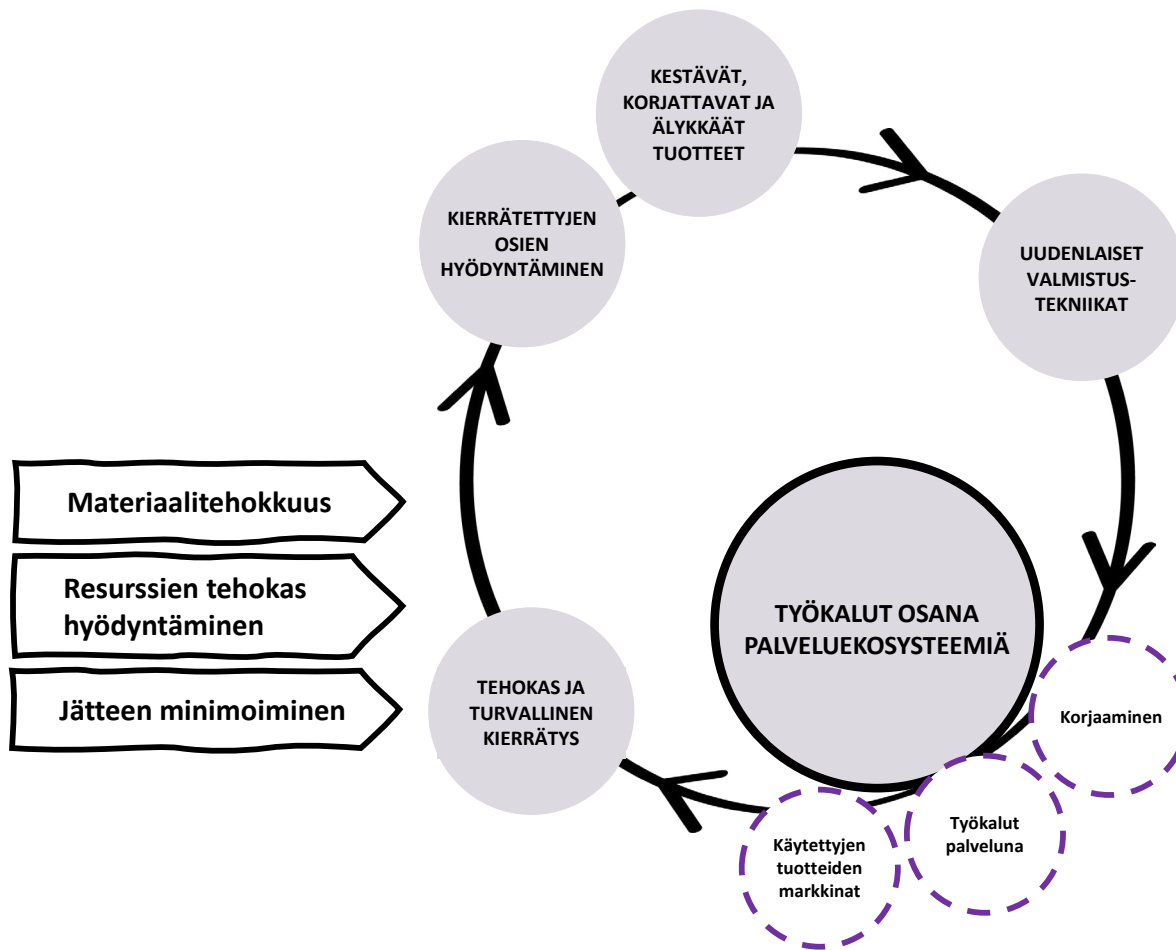 KESTÄVÄT,
KORJATTAVAT JA
ÄLYKKÄÄT
TUOTTEET
KIERRÄTETTYJEN
OSIEN
HYÖDYNTÄMINEN
UUDENLAISET
VALMISTUS-
TEKNIIKAT
Materiaalitehokkuus
Resurssien tehokas
hyödyntäminen
Jätteen minimoiminen
TYÖKALUT OSANA
PALVELUEKOSYSTEEMIÄ
TEHOKAS JA
TURVALLINEN
KIERRÄTYS
Korjaaminen
Työkalut
palveluna
Käytettyjen
tuotteiden
markkinat